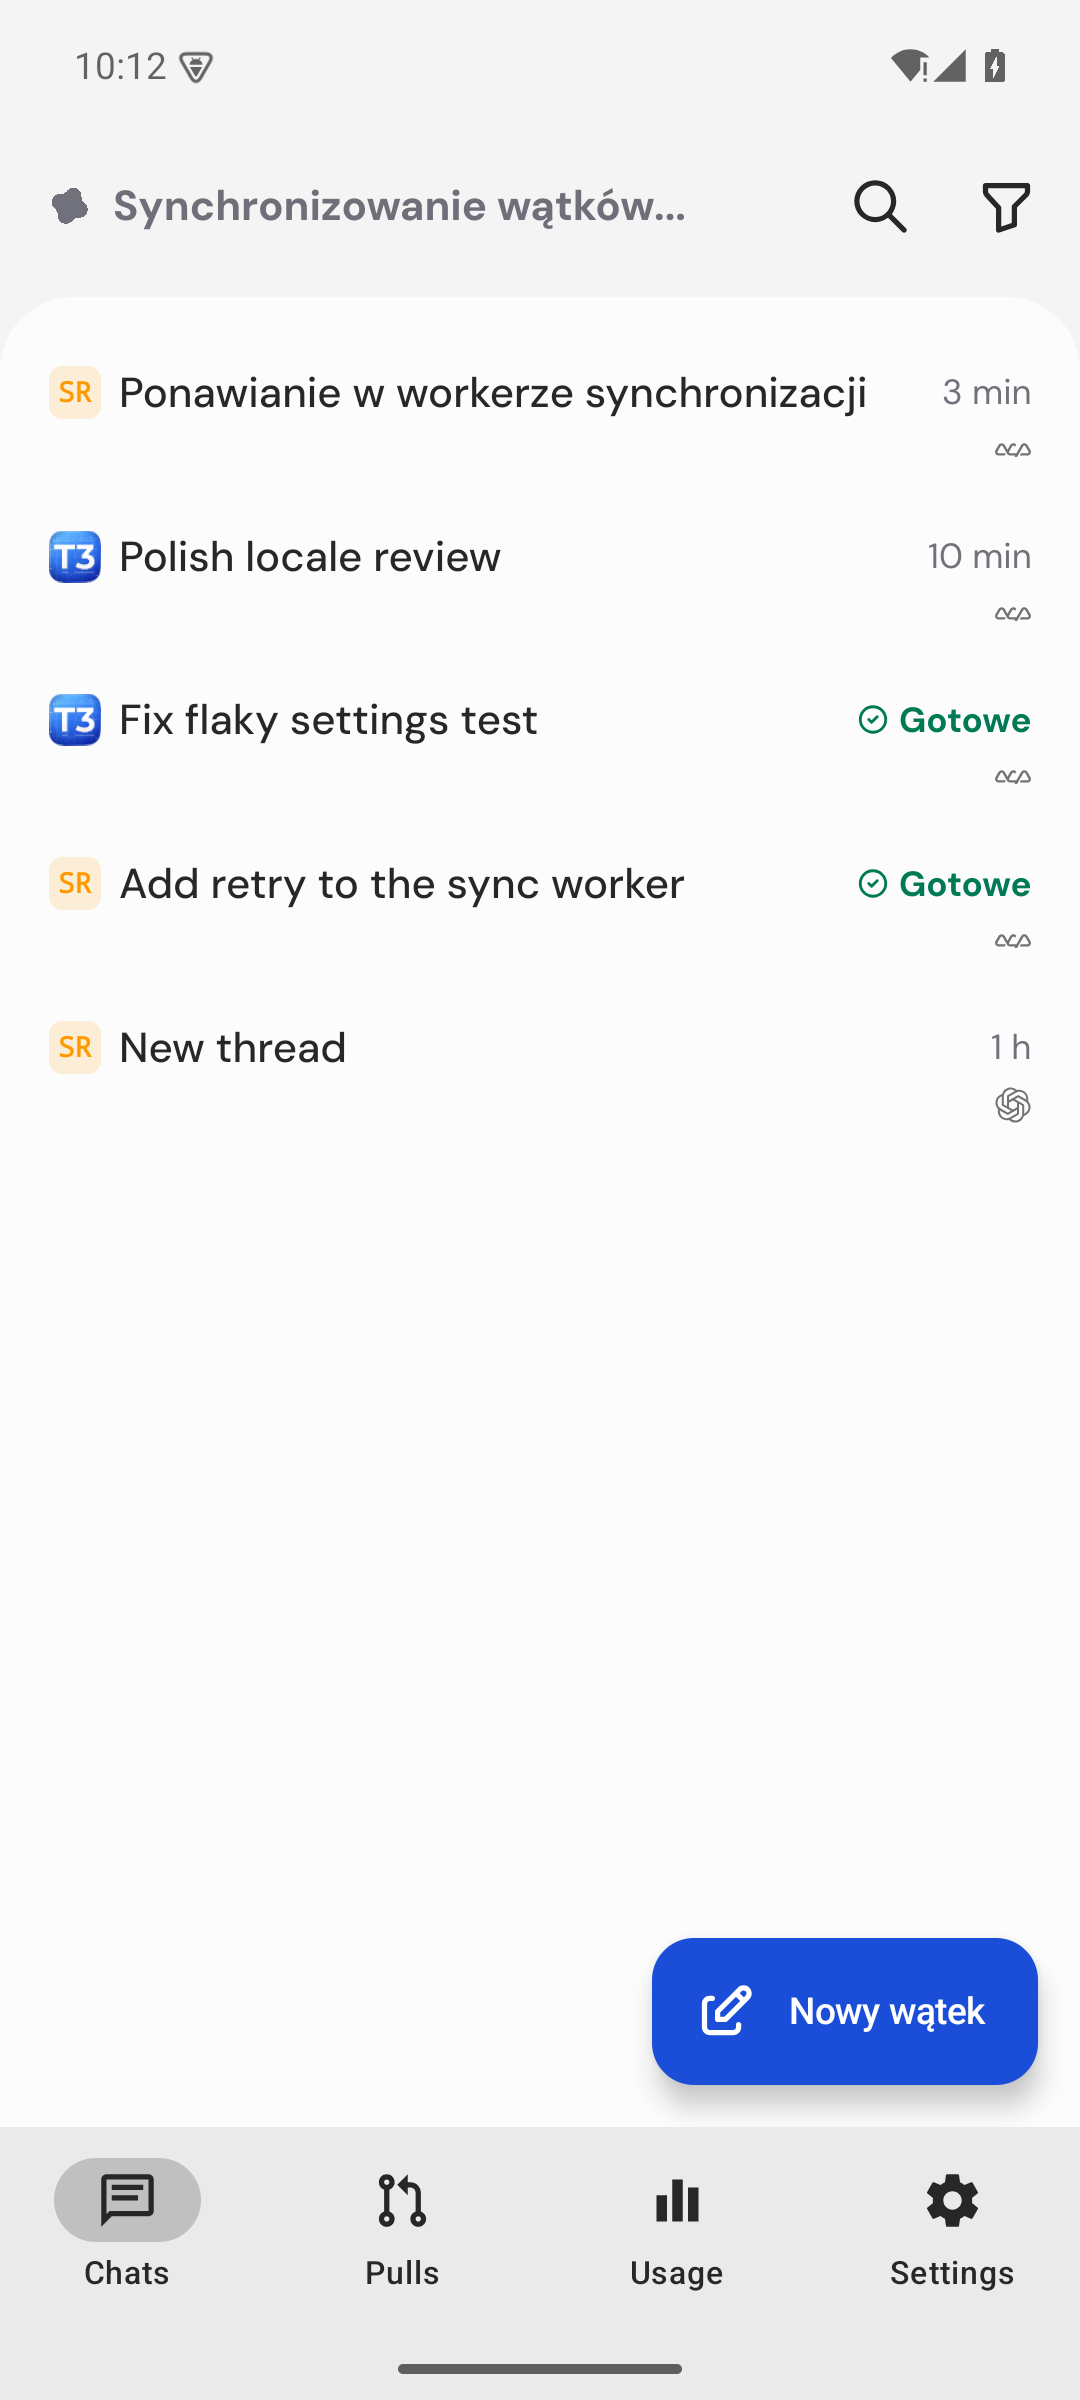 10:12
Synchronizowanie wątków...
SR Ponawianie w workerze synchronizacji 3 min
T3 Polish locale review 10 min
T3 Fix flaky settings test Gotowe
SR Add retry to the sync worker Gotowe
SR New thread 1 h
Nowy wątek
Chats Pulls Usage Settings